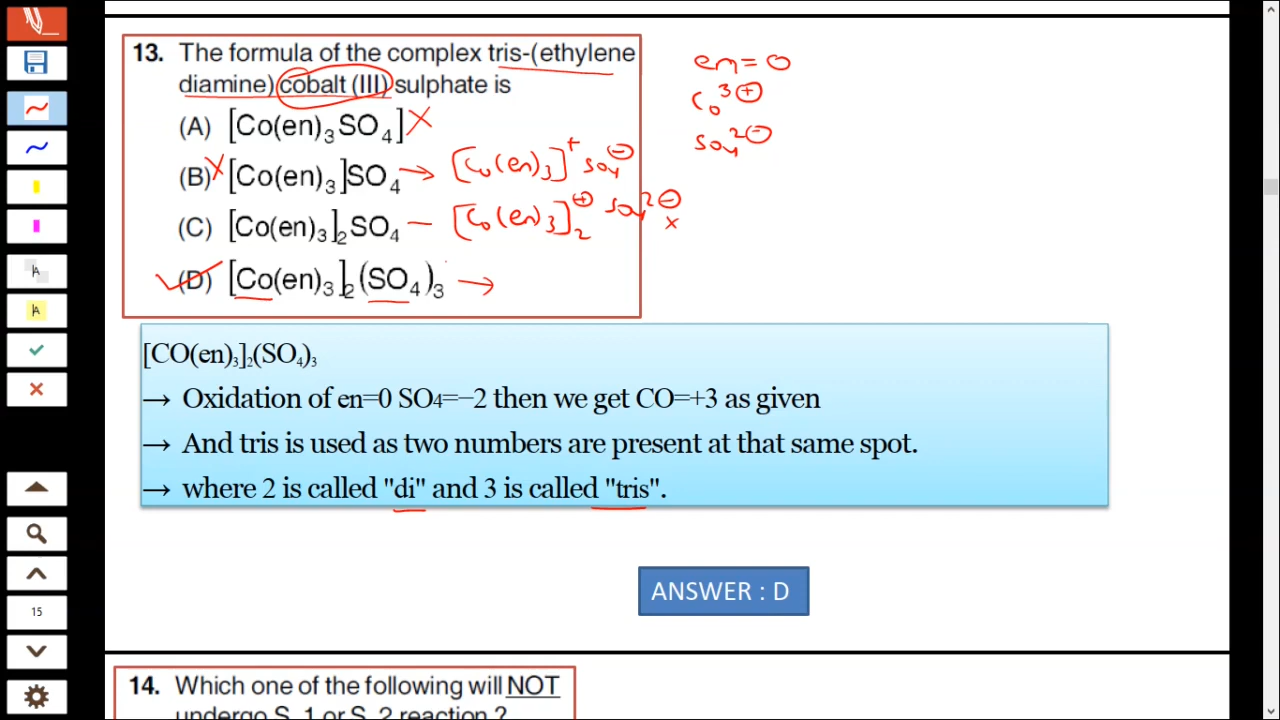 13. The formula of the complex tris-(ethylene
diamine) cobalt (III) sulphate is
(A) [Co(en)₃SO₄] X
(B) X [Co(en)₃]SO₄ → [Co(en)₃]⁺ SO₄⊖
(C) [Co(en)₃]₂SO₄ – [Co(en)₃]₂⊕ SO₄²⊖ ×
(D) [Co(en)₃]₂(SO₄)₃ →
en = 0
Co³⊕
SO₄²⊖
[CO(en)₃]₂(SO₄)₃
→ Oxidation of en=0 SO4=−2 then we get CO=+3 as given
→ And tris is used as two numbers are present at that same spot.
→ where 2 is called "di" and 3 is called "tris".
ANSWER : D
14. Which one of the following will NOT
undergo S 1 or S 2 reaction ?
A
A
15